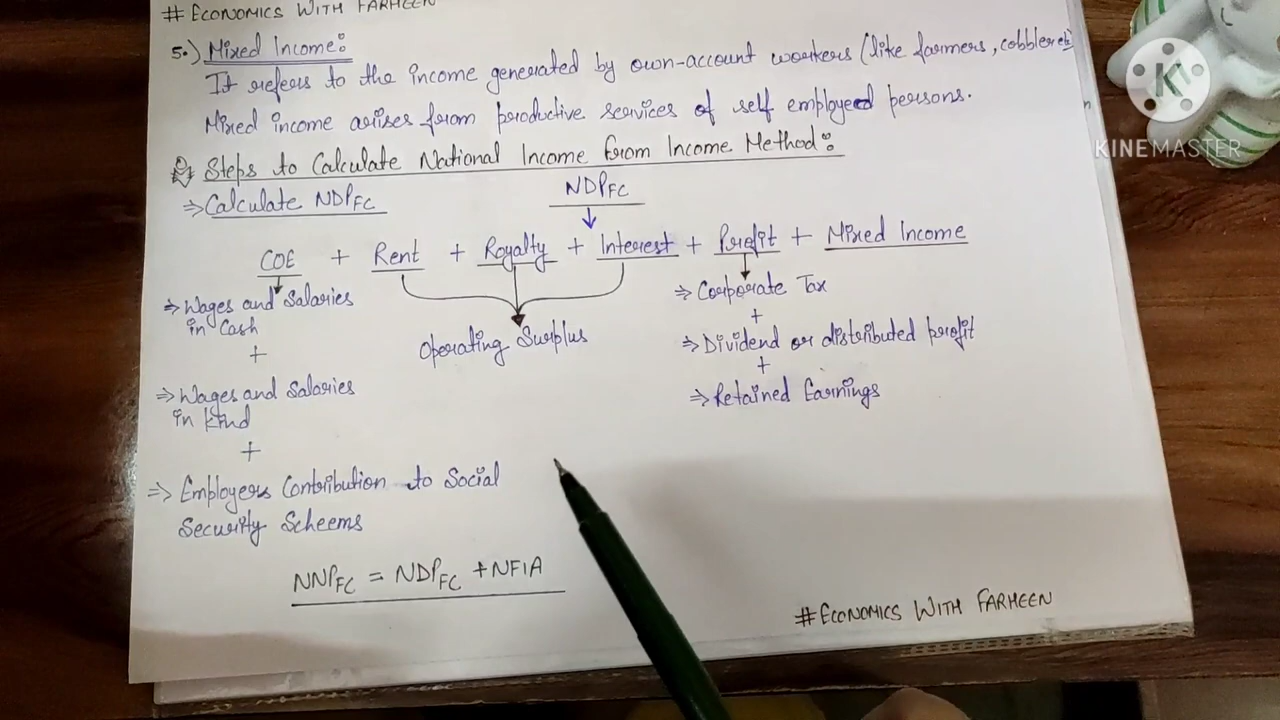 # ECONOMICS WITH FARHEEN
5.) Mixed Income:
It refers to the income generated by own-account workers (like farmers, cobbler etc)
Mixed income arises from productive services of self employeed persons.
Steps to Calculate National Income from Income Method:
⇒ Calculate NDPFC
NDPFC
↓
COE + Rent + Royalty + Interest + Profit + Mixed Income
⇒ Wages and Salaries
in Cash
+
⇒ Wages and Salaries
in kind
+
⇒ Employers Contribution to Social
Security Scheems
Operating Surplus
⇒ Corporate Tax
+
⇒ Dividend or distributed profit
+
⇒ Retained Earnings
NNPFC = NDPFC + NFIA
# ECONOMICS WITH FARHEEN
K
KINEMASTER